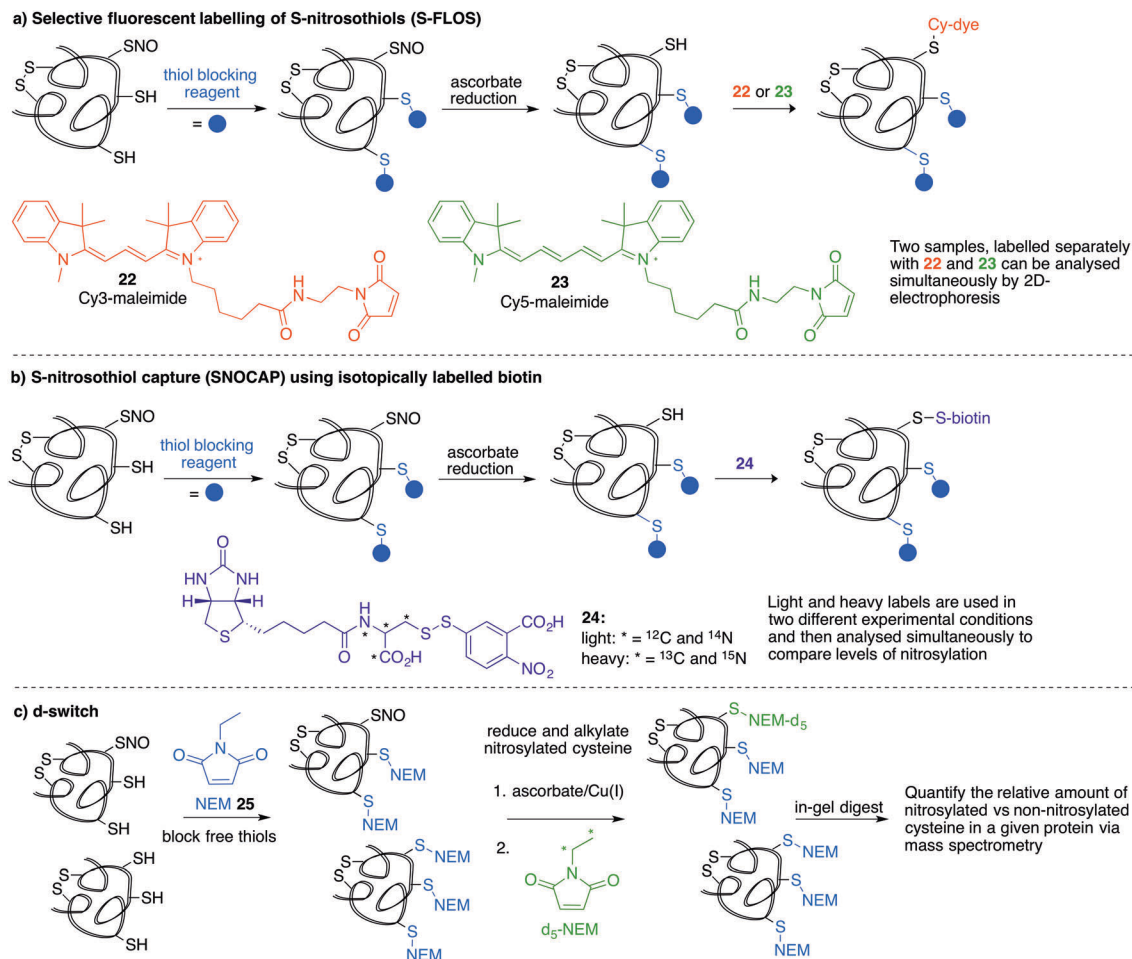 a) Selective fluorescent labelling of S-nitrosothiols (S-FLOS)
SNO
S
S
SH
SH
thiol blocking
reagent
=
SNO
S
S
S
S
ascorbate
reduction
SH
S
S
S
S
22 or 23
Cy-dye
S
S
S
S
S
N
N
+
22
Cy3-maleimide
O
H
N
N
O
O
N
N
+
23
Cy5-maleimide
O
H
N
N
O
O
Two samples, labelled separately
with 22 and 23 can be analysed
simultaneously by 2D-
electrophoresis
b) S-nitrosothiol capture (SNOCAP) using isotopically labelled biotin
SNO
S
S
SH
SH
thiol blocking
reagent
=
SNO
S
S
S
S
ascorbate
reduction
SH
S
S
S
S
24
S
S-biotin
S
S
S
S
O
HN
NH
H
H
S
O
H
N
*
*
*
*CO2H
S
S
CO2H
NO2
24:
light: * = 12C and 14N
heavy: * = 13C and 15N
Light and heavy labels are used in
two different experimental conditions
and then analysed simultaneously to
compare levels of nitrosylation
c) d-switch
SNO
S
S
SH
SH
SH
S
S
SH
SH
N
O
O
NEM 25
block free thiols
SNO
S
S
S
NEM
S
NEM
S
NEM
S
S
S
NEM
S
NEM
reduce and alkylate
nitrosylated cysteine
1. ascorbate/Cu(I)
2.
*
*
N
O
O
d5-NEM
S
NEM-d5
S
S
S
NEM
S
NEM
S
NEM
S
S
S
NEM
S
NEM
in-gel digest
Quantify the relative amount of
nitrosylated vs non-nitrosylated
cysteine in a given protein via
mass spectrometry